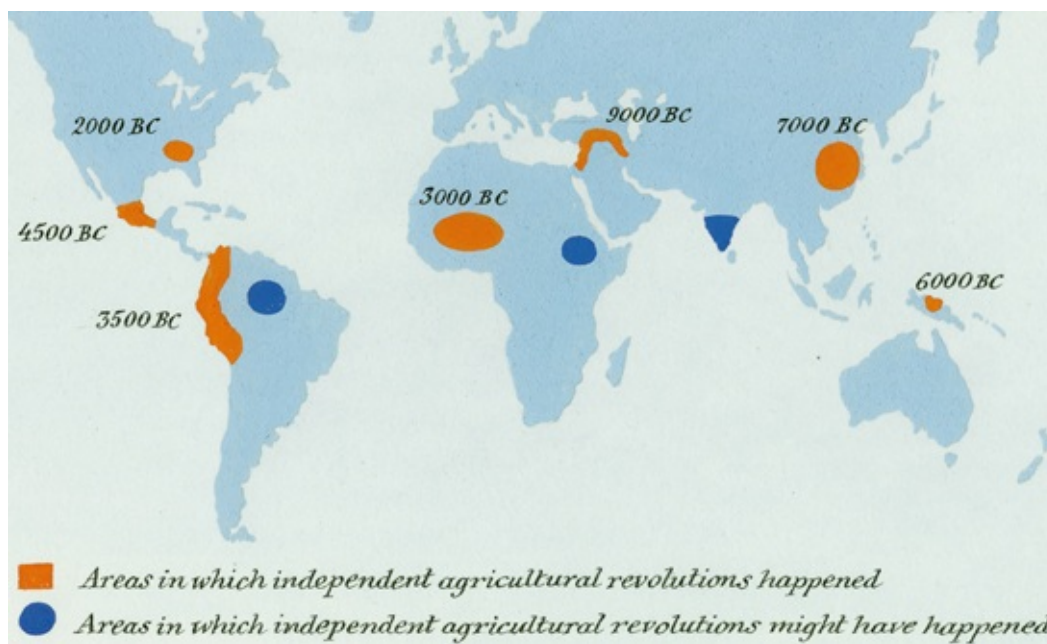 9000 BC
2000 BC
7000 BC
3000 BC
4500 BC
6000 BC
3500 BC
Areas in which independent agricultural revolutions happened
Areas in which independent agricultural revolutions might have happened